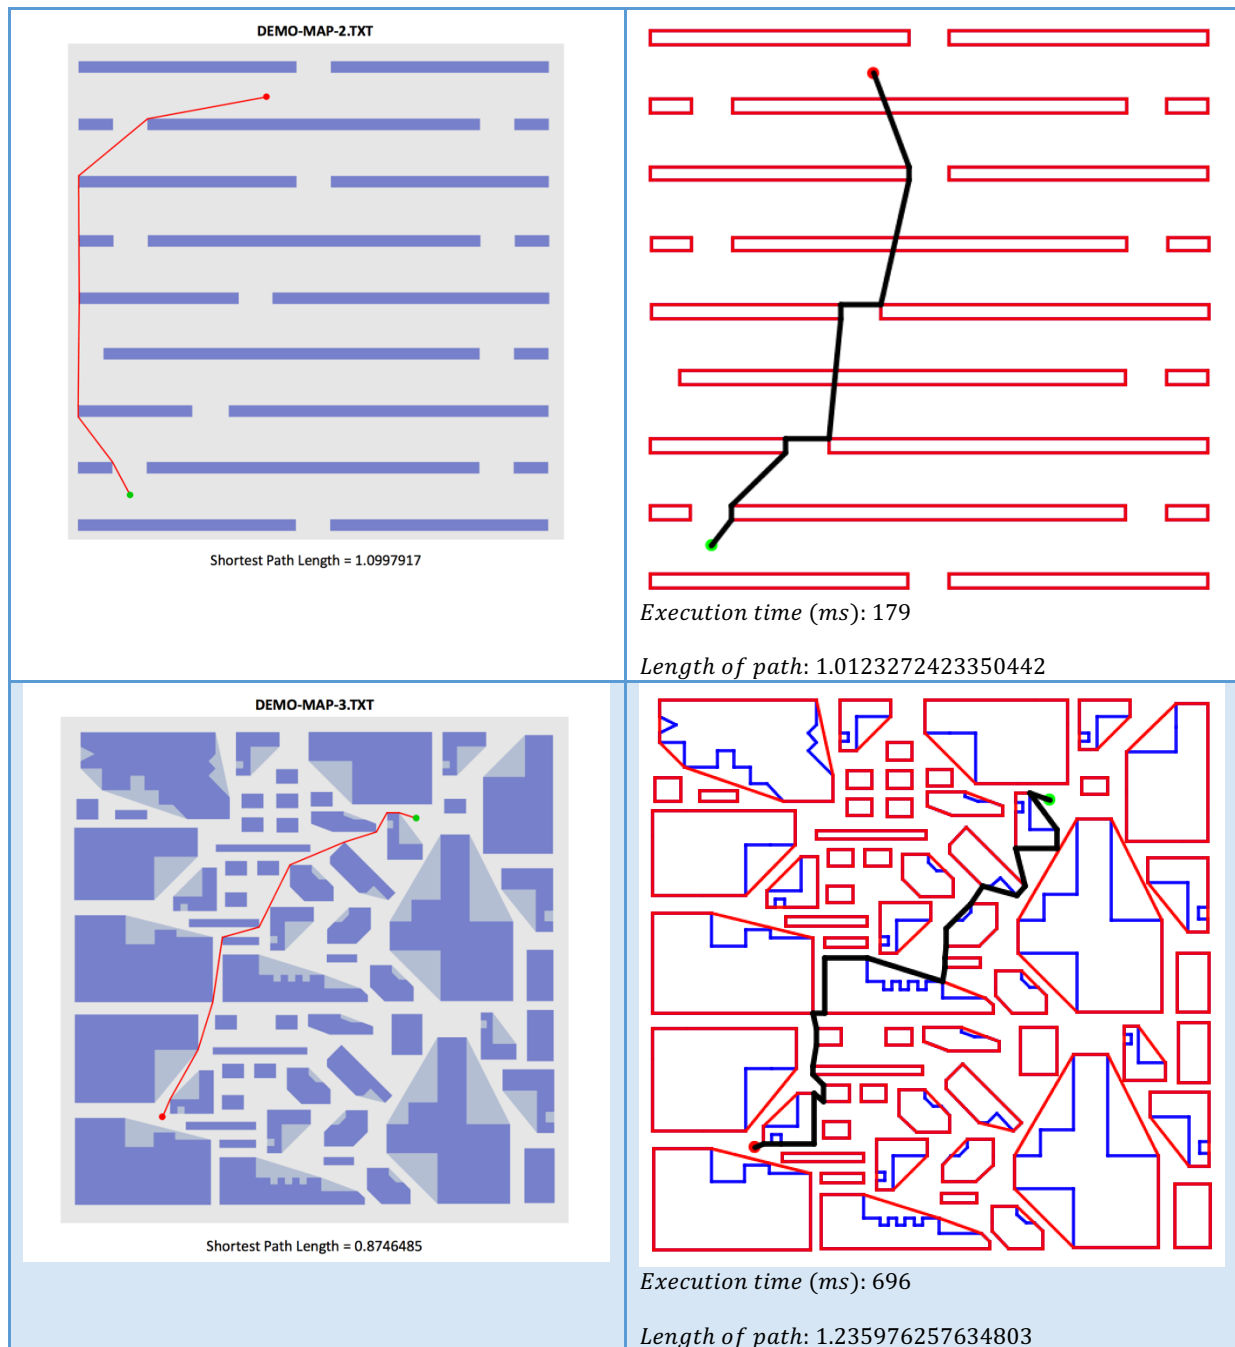 DEMO-MAP-2.TXT
Shortest Path Length = 1.0997917
Execution time (ms): 179
Length of path: 1.0123272423350442
DEMO-MAP-3.TXT
Shortest Path Length = 0.8746485
Execution time (ms): 696
Length of path: 1.235976257634803